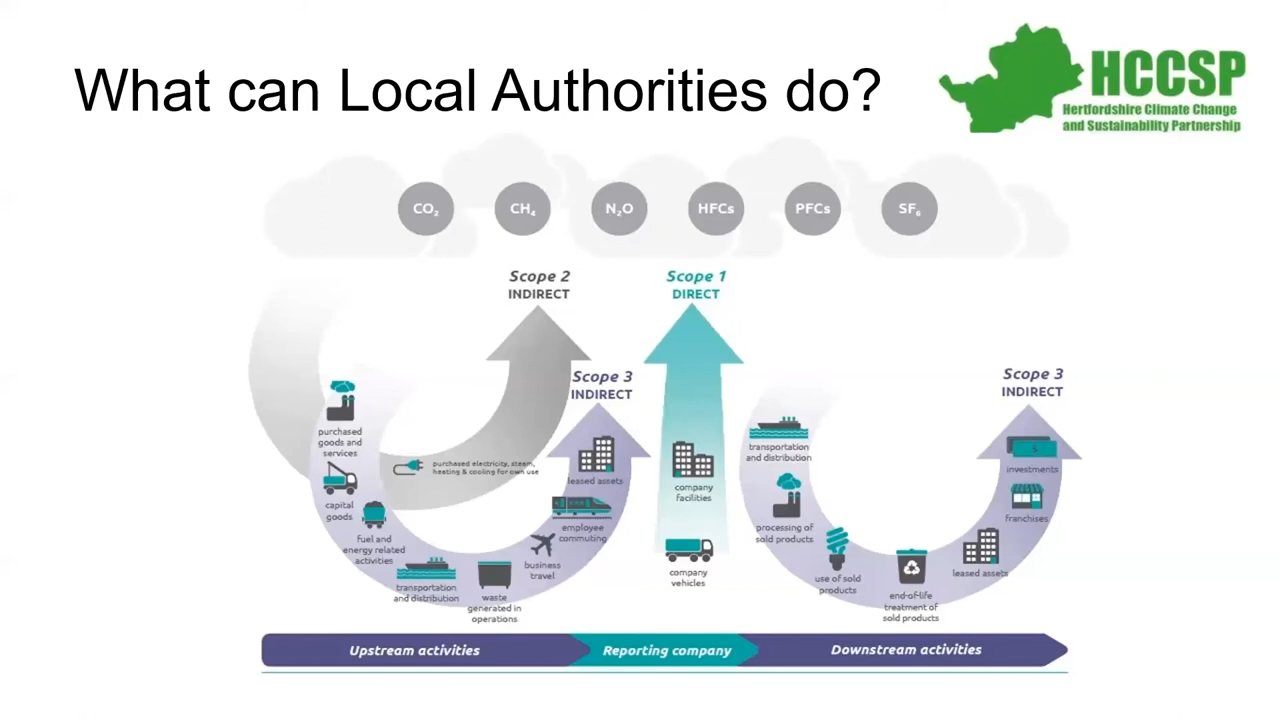 What can Local Authorities do?
HCCSP
Hertfordshire Climate Change
and Sustainability Partnership
CO₂
CH₄
N₂O
HFCs
PFCs
SF₆
Scope 2
INDIRECT
Scope 1
DIRECT
Scope 3
INDIRECT
Scope 3
INDIRECT
purchased
goods and
services
capital
goods
fuel and
energy related
activities
transportation
and distribution
waste
generated in
operations
business
travel
employee
commuting
leased assets
purchased electricity, steam,
heating & cooling for own use
company
facilities
company
vehicles
transportation
and distribution
processing of
sold products
use of sold
products
end-of-life
treatment of
sold products
leased assets
franchises
investments
$
Upstream activities
Reporting company
Downstream activities